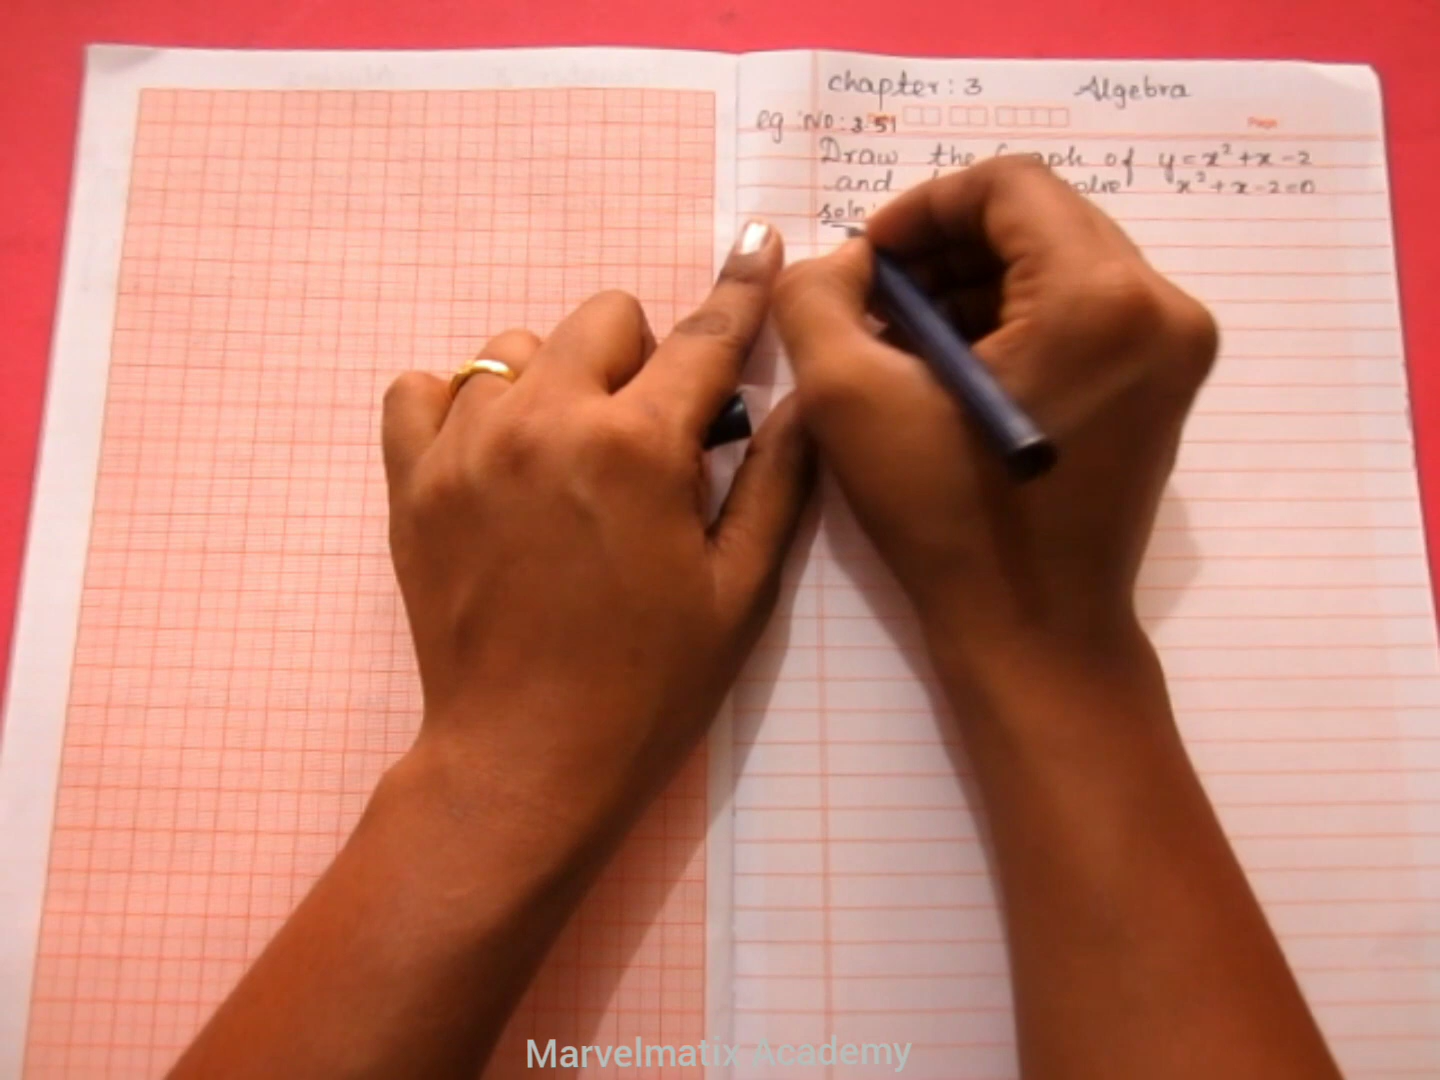 chapter: 3 Algebra
eg NO: 3.51
Page
Draw the Graph of y=x²+x-2
and x²+x-2=0
soln:
Marvelmatix Academy